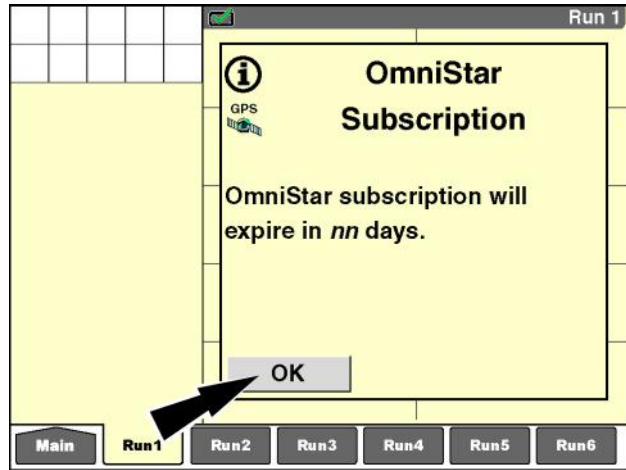 Run 1
OmniStar
GPS
Subscription
OmniStar subscription will
expire in nn days.
OK
Main Run1 Run2 Run3 Run4 Run5 Run6